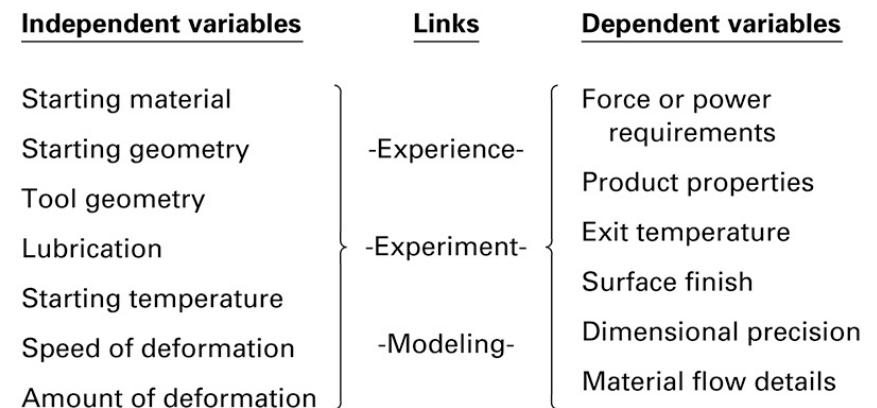 Independent variables
Links
Dependent variables
Starting material
Starting geometry
Tool geometry
Lubrication
Starting temperature
Speed of deformation
Amount of deformation
-Experience-
-Experiment-
-Modeling-
Force or power
requirements
Product properties
Exit temperature
Surface finish
Dimensional precision
Material flow details